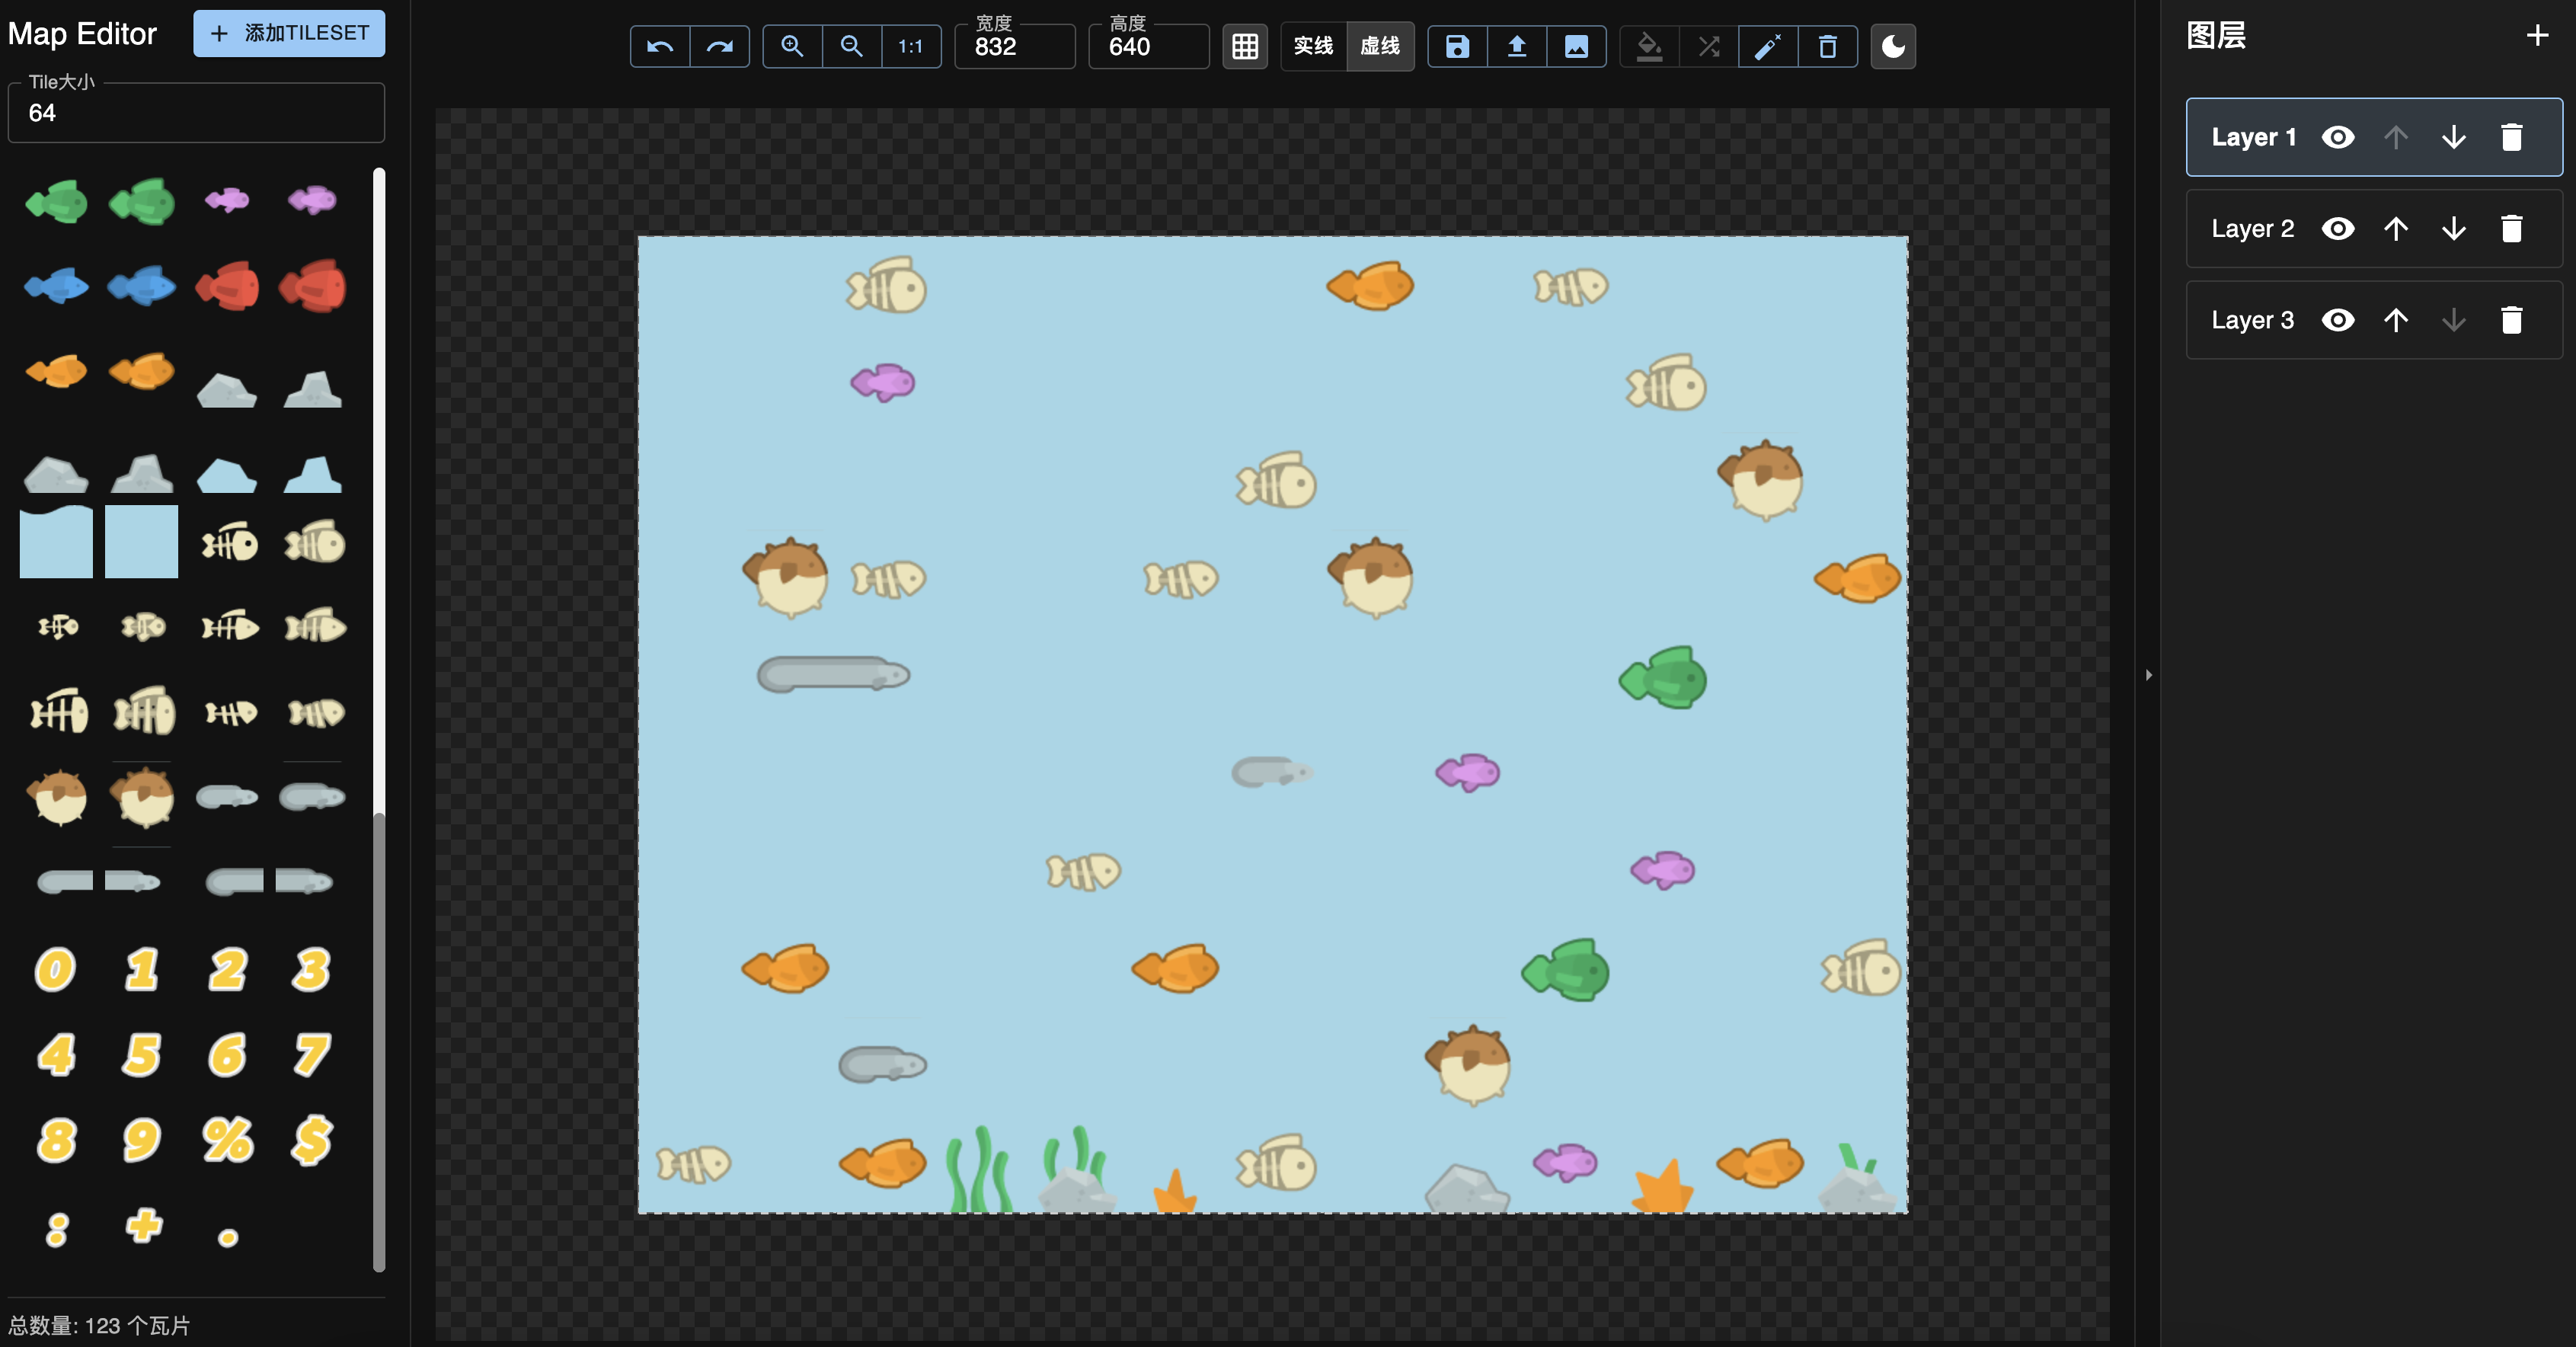 Map Editor
添加TILESET
Tile大小
64
0 1 2 3
4 5 6 7
8 9 % $
: + .
总数量: 123 个瓦片
1:1
宽度
832
高度
640
实线
虚线
图层
Layer 1
Layer 2
Layer 3